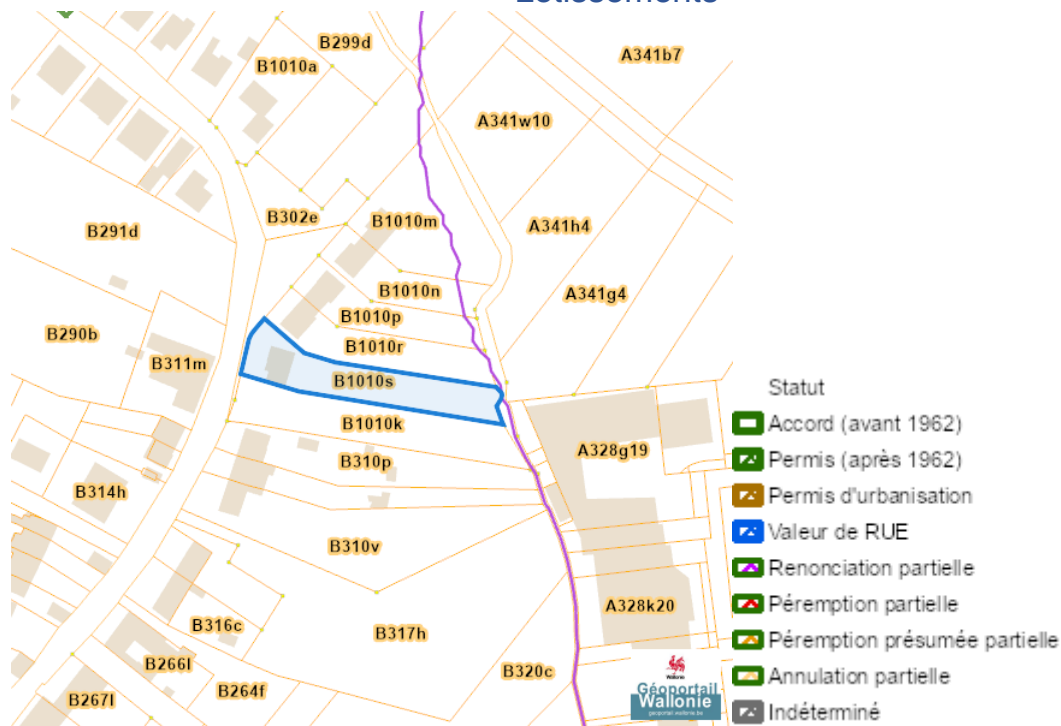 Lotissements
B299d
A341b7
B1010a
A341w10
B302e
B1010m
A341h4
B291d
B1010n
A341g4
B1010p
B290b
B1010r
B311m
B1010s
B1010k
A328g19
B310p
B314h
B310v
A328k20
B316c
B317h
B266l
B320c
B264f
B267l
Wallonie
Géoportail
Wallonie
geoportail.wallonie.be
Statut
Accord (avant 1962)
Permis (après 1962)
Permis d'urbanisation
Valeur de RUE
Renonciation partielle
Péremption partielle
Péremption présumée partielle
Annulation partielle
Indéterminé